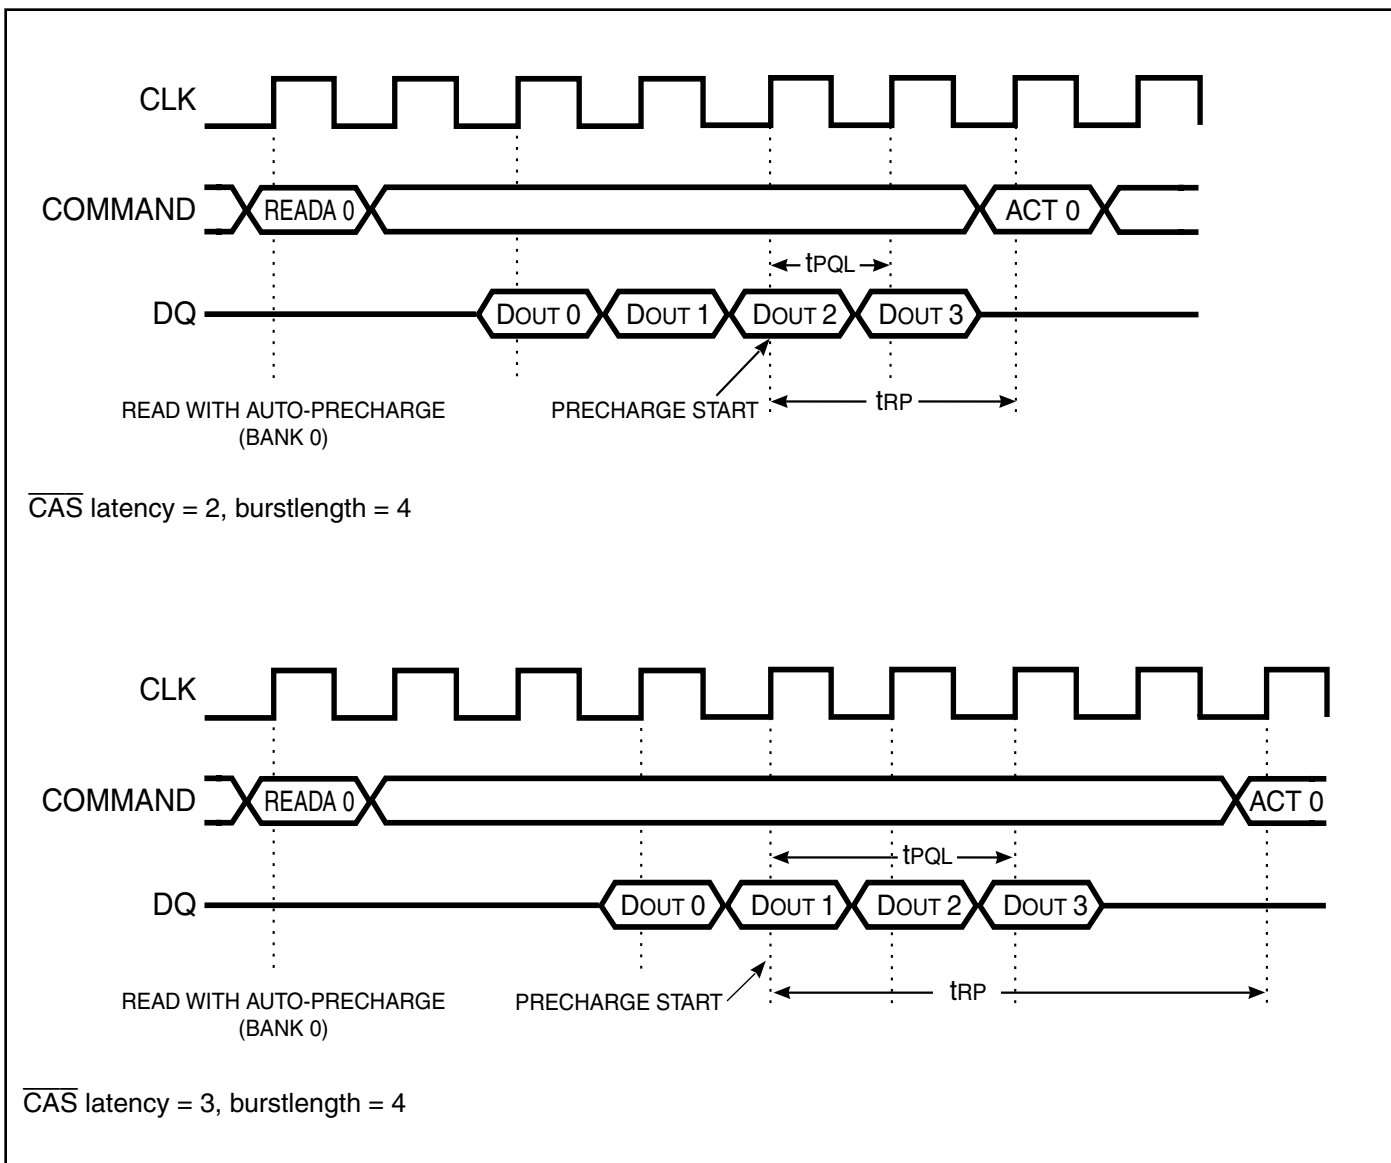 CLK
COMMAND READA 0 ACT 0
tPQL
DQ DOUT 0 DOUT 1 DOUT 2 DOUT 3
READ WITH AUTO-PRECHARGE
(BANK 0)
PRECHARGE START
tRP
CAS latency = 2, burstlength = 4
CLK
COMMAND READA 0 ACT 0
tPQL
DQ DOUT 0 DOUT 1 DOUT 2 DOUT 3
READ WITH AUTO-PRECHARGE
(BANK 0)
PRECHARGE START
tRP
CAS latency = 3, burstlength = 4